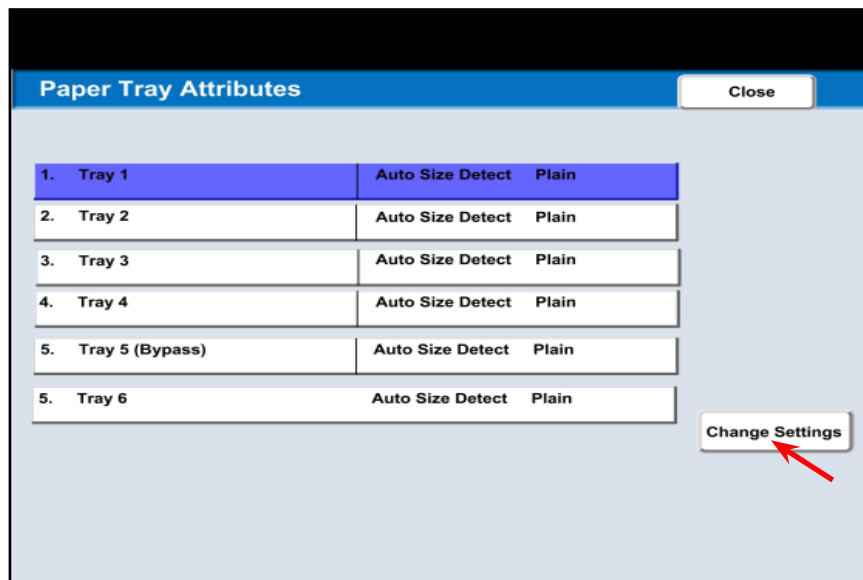 Paper Tray Attributes Close
1. Tray 1 Auto Size Detect Plain
2. Tray 2 Auto Size Detect Plain
3. Tray 3 Auto Size Detect Plain
4. Tray 4 Auto Size Detect Plain
5. Tray 5 (Bypass) Auto Size Detect Plain
5. Tray 6 Auto Size Detect Plain
Change Settings